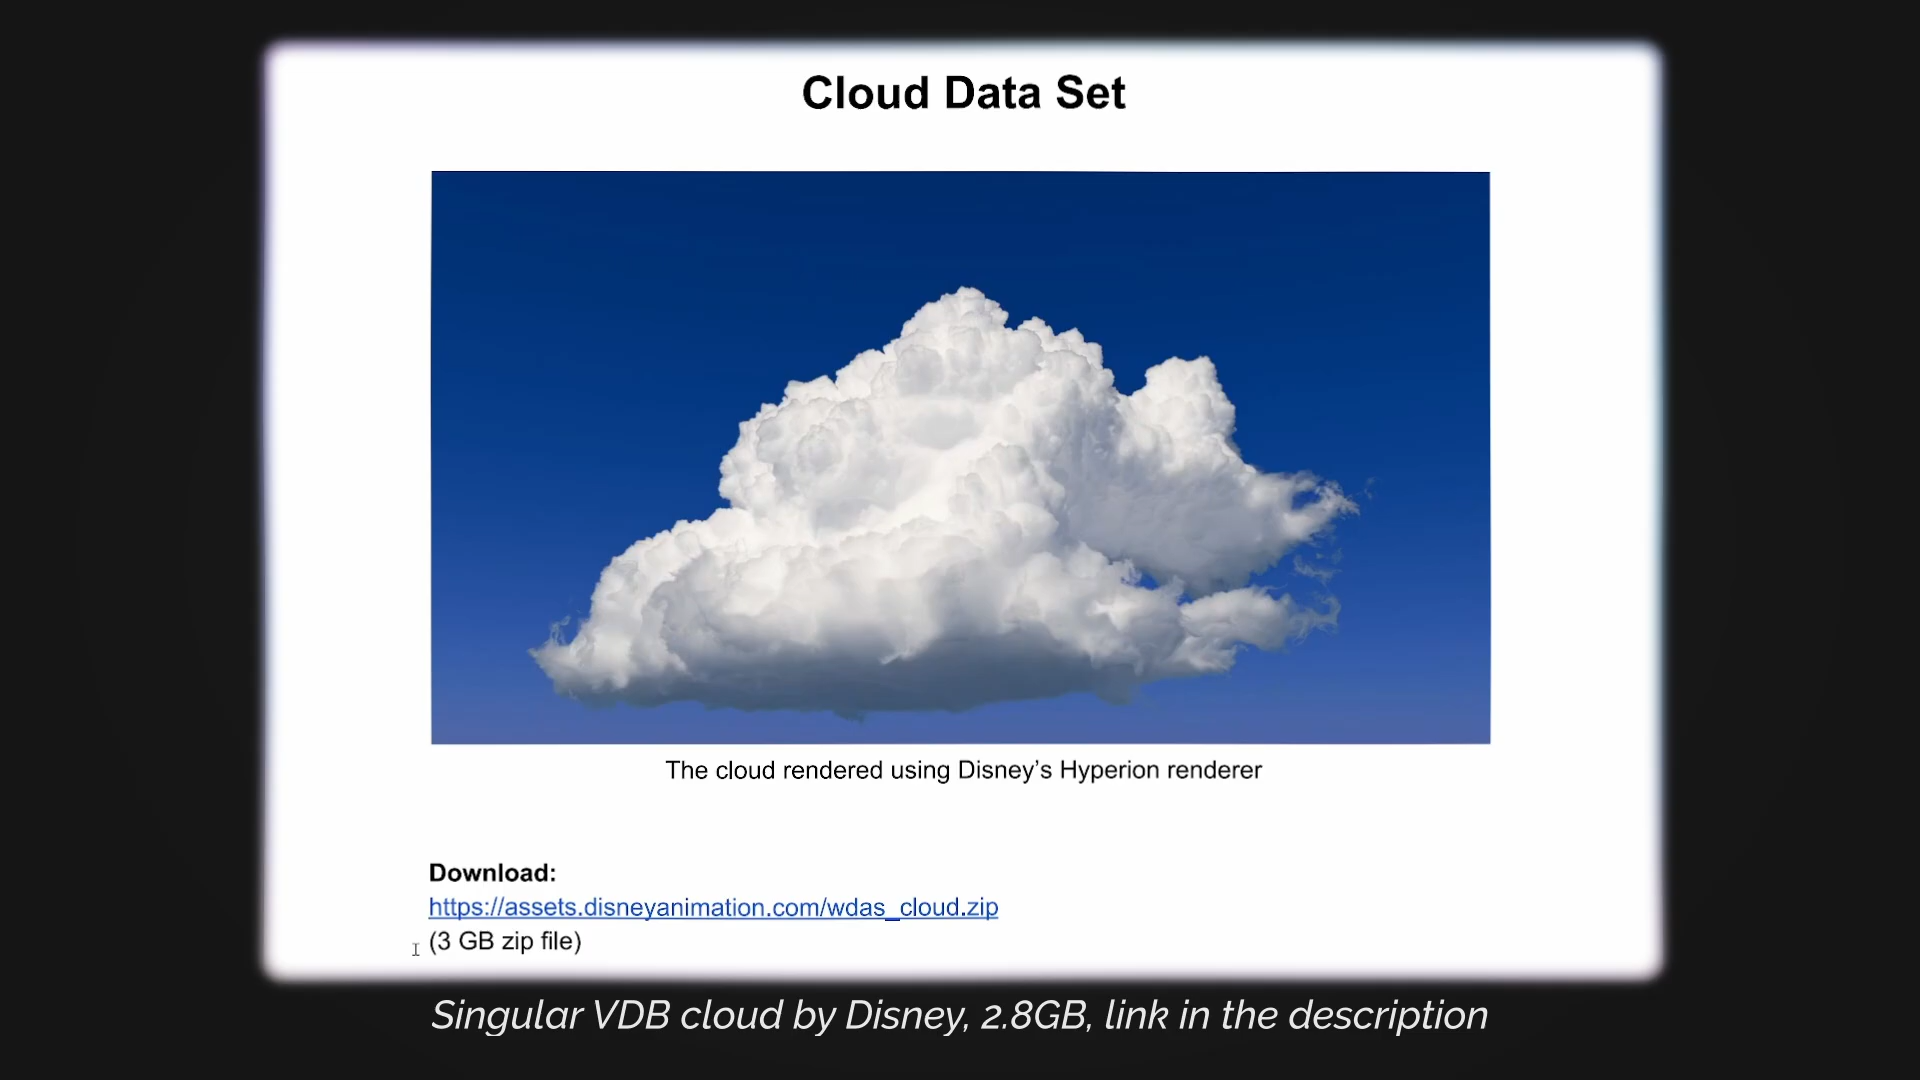 Cloud Data Set
The cloud rendered using Disney’s Hyperion renderer
Download:
https://assets.disneyanimation.com/wdas_cloud.zip
(3 GB zip file)
Singular VDB cloud by Disney, 2.8GB, link in the description